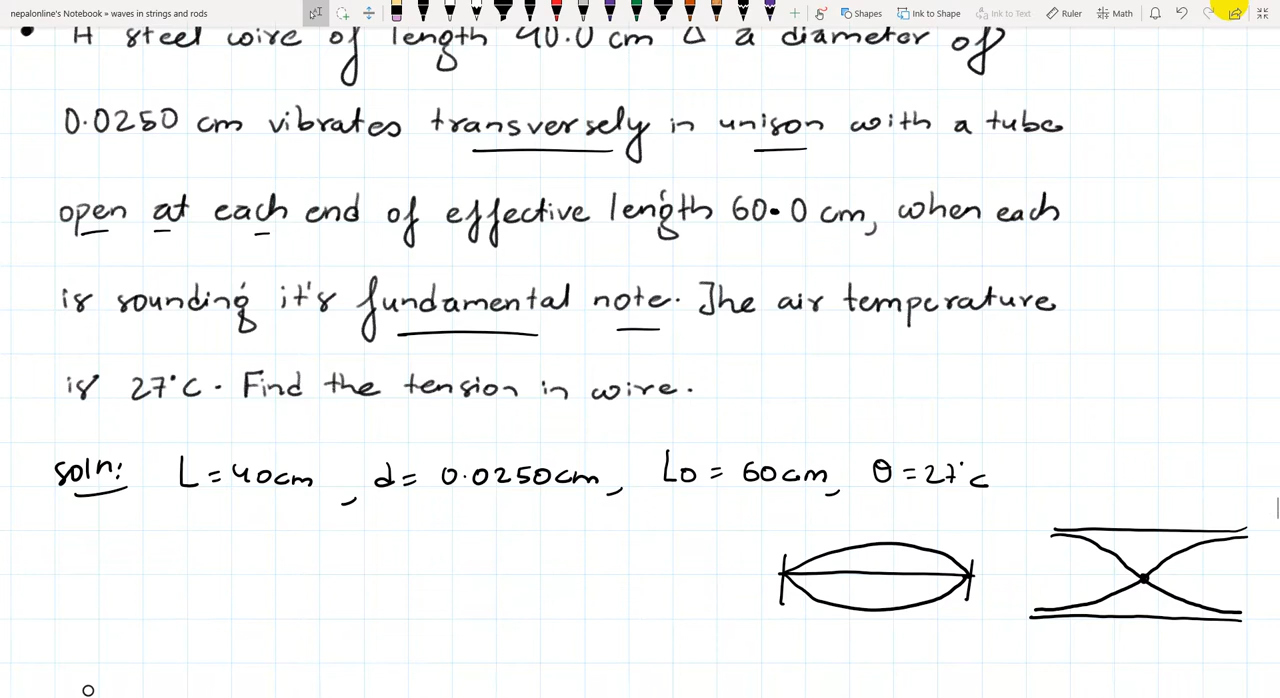 nepalonline's Notebook » waves in strings and rods
Shapes Ink to Shape Ink to Text Ruler Math
A steel wire of length 40.0 cm & a diameter of
0.0250 cm vibrates transversely in unison with a tube
open at each end of effective length 60.0 cm, when each
is sounding it's fundamental note. The air temperature
is 27°C. Find the tension in wire.
soln: L = 40cm, d = 0.0250cm, Lo = 60cm, θ = 27°c